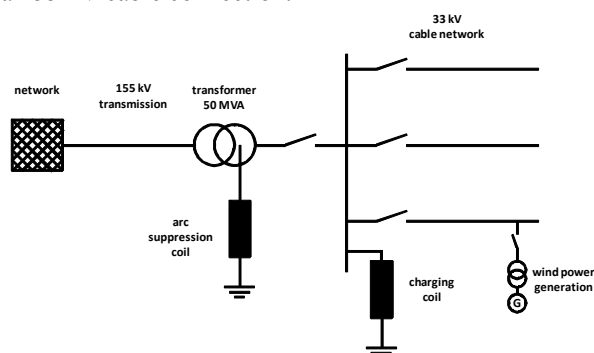 33 kV
cable network
network
155 kV
transmission
transformer
50 MVA
arc
suppression
coil
charging
coil
wind power
generation
G